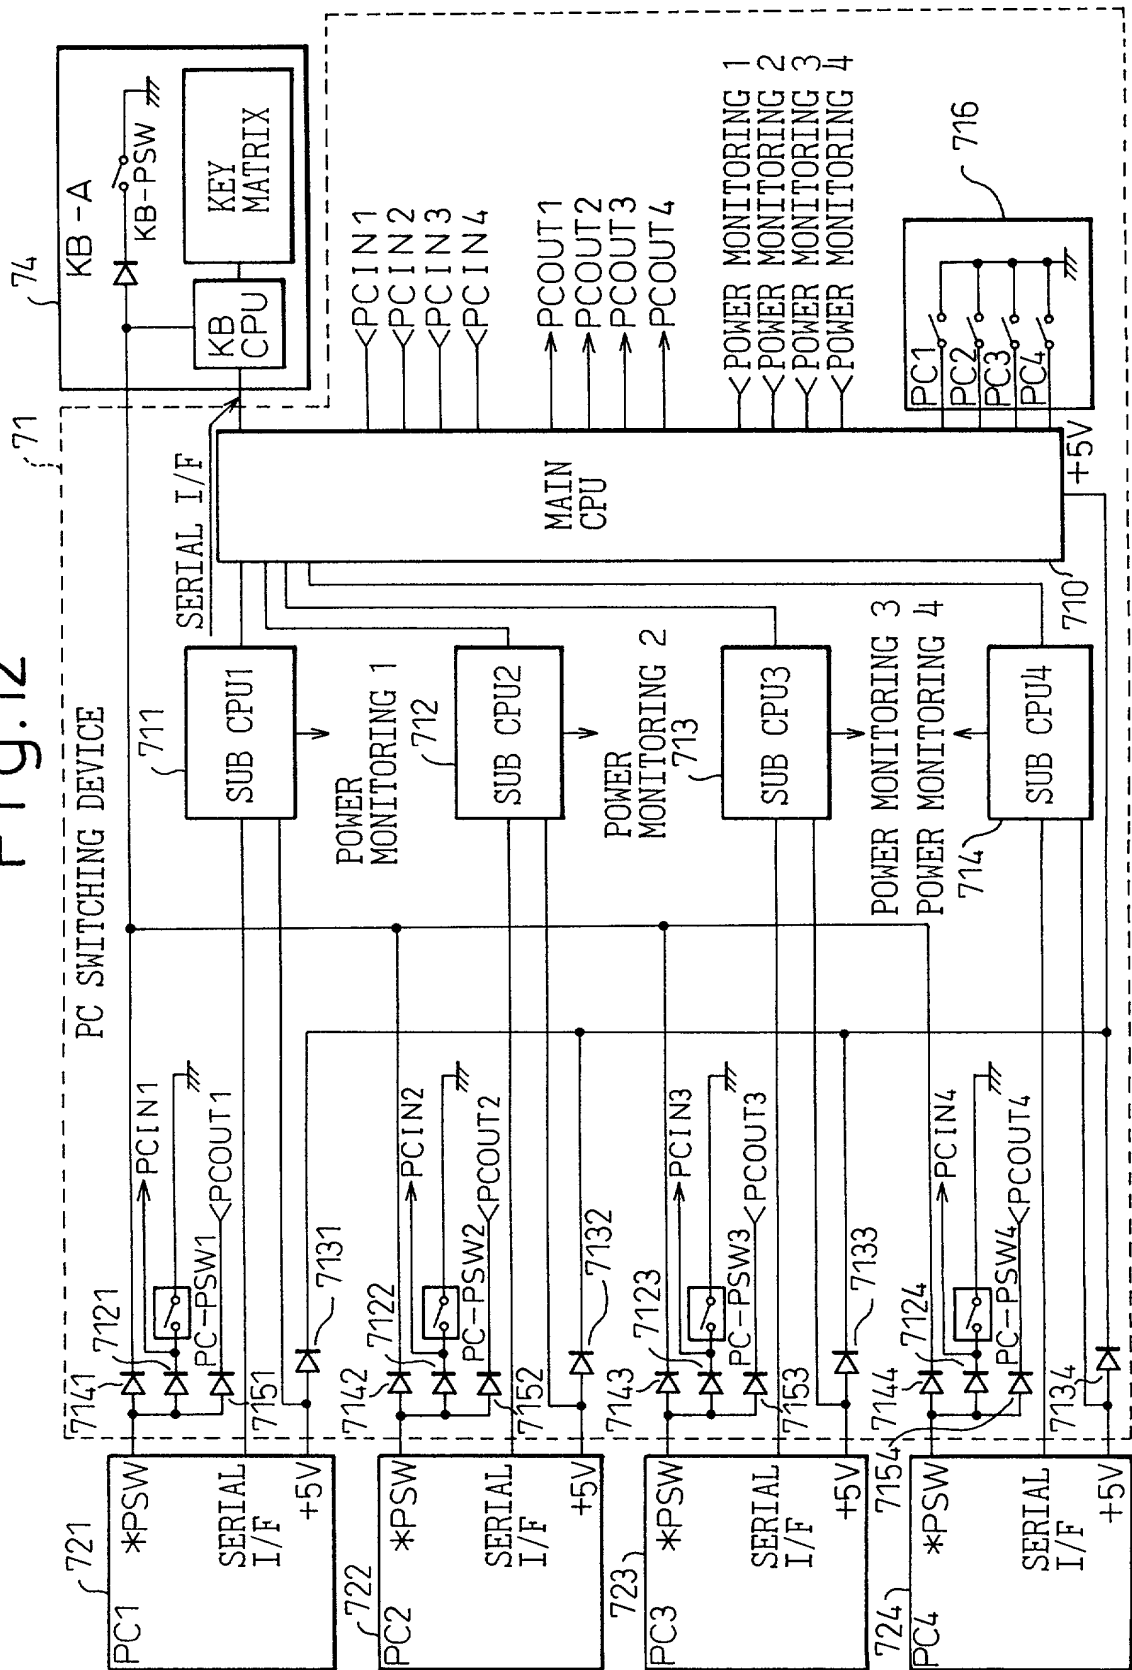 Fig.12
PC SWITCHING DEVICE
71
74
KB-A
KB-PSW
KEY
MATRIX
KB
CPU
SERIAL I/F
721
PC1
*PSW
SERIAL
I/F
+5V
7141
7121
PCIN1
PC-PSW1
PCOUT1
7151
7131
711
SUB CPU1
POWER
MONITORING 1
722
PC2
*PSW
SERIAL
I/F
+5V
7142
7122
PCIN2
PC-PSW2
PCOUT2
7152
7132
712
SUB CPU2
POWER
MONITORING 2
723
PC3
*PSW
SERIAL
I/F
+5V
7143
7123
PCIN3
PC-PSW3
PCOUT3
7153
7133
713
SUB CPU3
POWER MONITORING 3
POWER MONITORING 4
724
PC4
*PSW
SERIAL
I/F
+5V
7144
7124
7154
PCIN4
PC-PSW4
PCOUT4
7134
714
SUB CPU4
MAIN
CPU
710
+5V
PCIN1
PCIN2
PCIN3
PCIN4
PCOUT1
PCOUT2
PCOUT3
PCOUT4
POWER MONITORING 1
POWER MONITORING 2
POWER MONITORING 3
POWER MONITORING 4
716
PC1
PC2
PC3
PC4